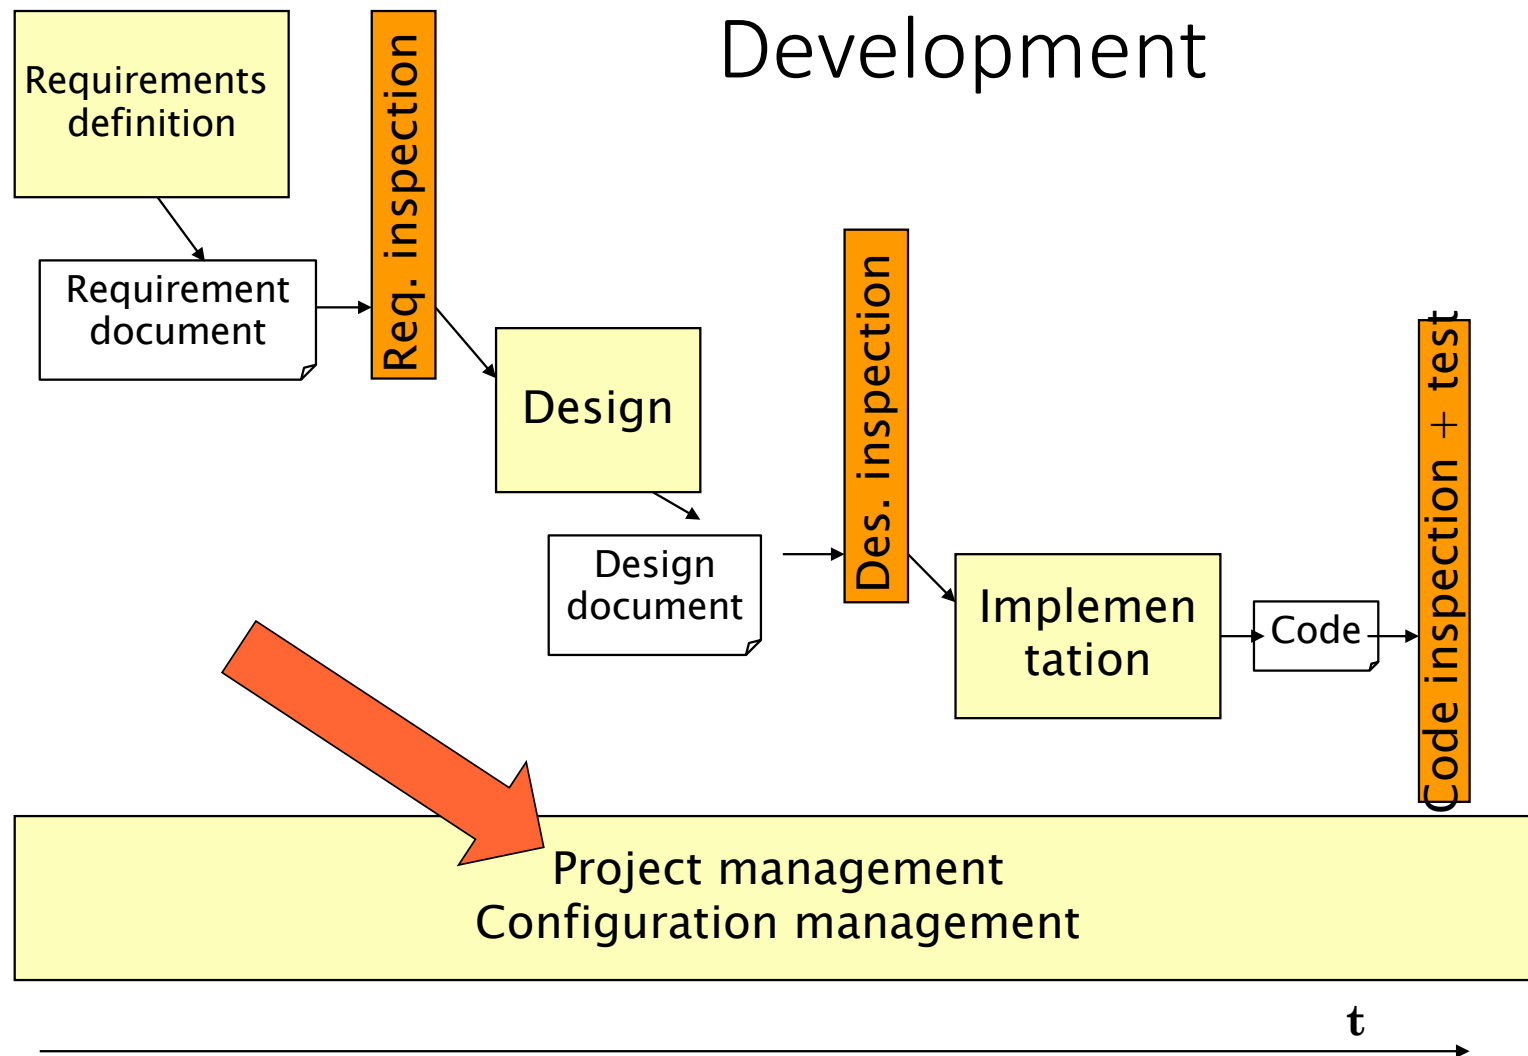 Development
Requirements
definition
Req. inspection
Requirement
document
Design
Des. inspection
Design
document
Implemen
tation
Code
Code inspection + test
Project management
Configuration management
t